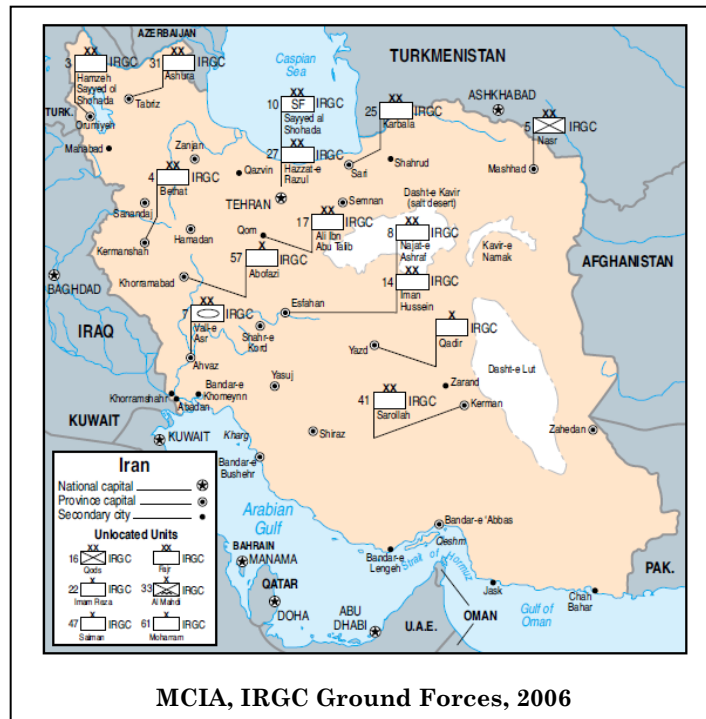 AZERBAIJAN
XX
3 IRGC
Hamzeh
Sayyed ol
Shohada
XX
31 IRGC
Ashura
Caspian
Sea
TURKMENISTAN
TURK.
Tabriz
Orumiyeh
Mahabad
XX
10 SF IRGC
Sayyed al
Shohada
XX
27 IRGC
Hazzat-e
Razul
XX
25 IRGC
Karbala
ASHKHABAD
XX
5 IRGC
Nasr
Zanjan
Qazvin
Sari
Shahrud
Mashhad
XX
4 IRGC
Bethat
TEHRAN
Semnan
Dasht-e Kavir
(salt desert)
Sanandaj
Hamadan
Qom
XX
17 IRGC
Ali Ibn
Abu Talib
XX
8 IRGC
Najat-e
Ashraf
Kavir-e
Namak
Kermanshah
X
57 IRGC
Abofazi
XX
14 IRGC
Iman
Hussein
AFGHANISTAN
BAGHDAD
Khorramabad
IRAQ
XX
7 IRGC
Vali-e
Asr
Esfahan
Shahr-e
Kord
X
IRGC
Qadir
Yazd
Dasht-e Lut
Ahvaz
Yasuj
Zarand
XX
41 IRGC
Sarollah
Kerman
Khorramshahr
Abadan
Bandar-e
Khomeynn
KUWAIT
KUWAIT
Kharg
Shiraz
Zahedan
Bandar-e
Bushehr
Iran
National capital
Province capital
Secondary city
Unlocated Units
XX
16 IRGC
Qods
XX
IRGC
Fajr
X
22 IRGC
Imam Reza
X
33 IRGC
Al Mahdi
X
47 IRGC
Salman
X
61 IRGC
Moharram
Arabian
Gulf
BAHRAIN
MANAMA
QATAR
DOHA
ABU
DHABI
U.A.E.
Bandar-e 'Abbas
Qeshm
Bandar-e
Lengeh
Strait of Hormuz
OMAN
Jask
Gulf of
Oman
Chah
Bahar
PAK.
MCIA, IRGC Ground Forces, 2006